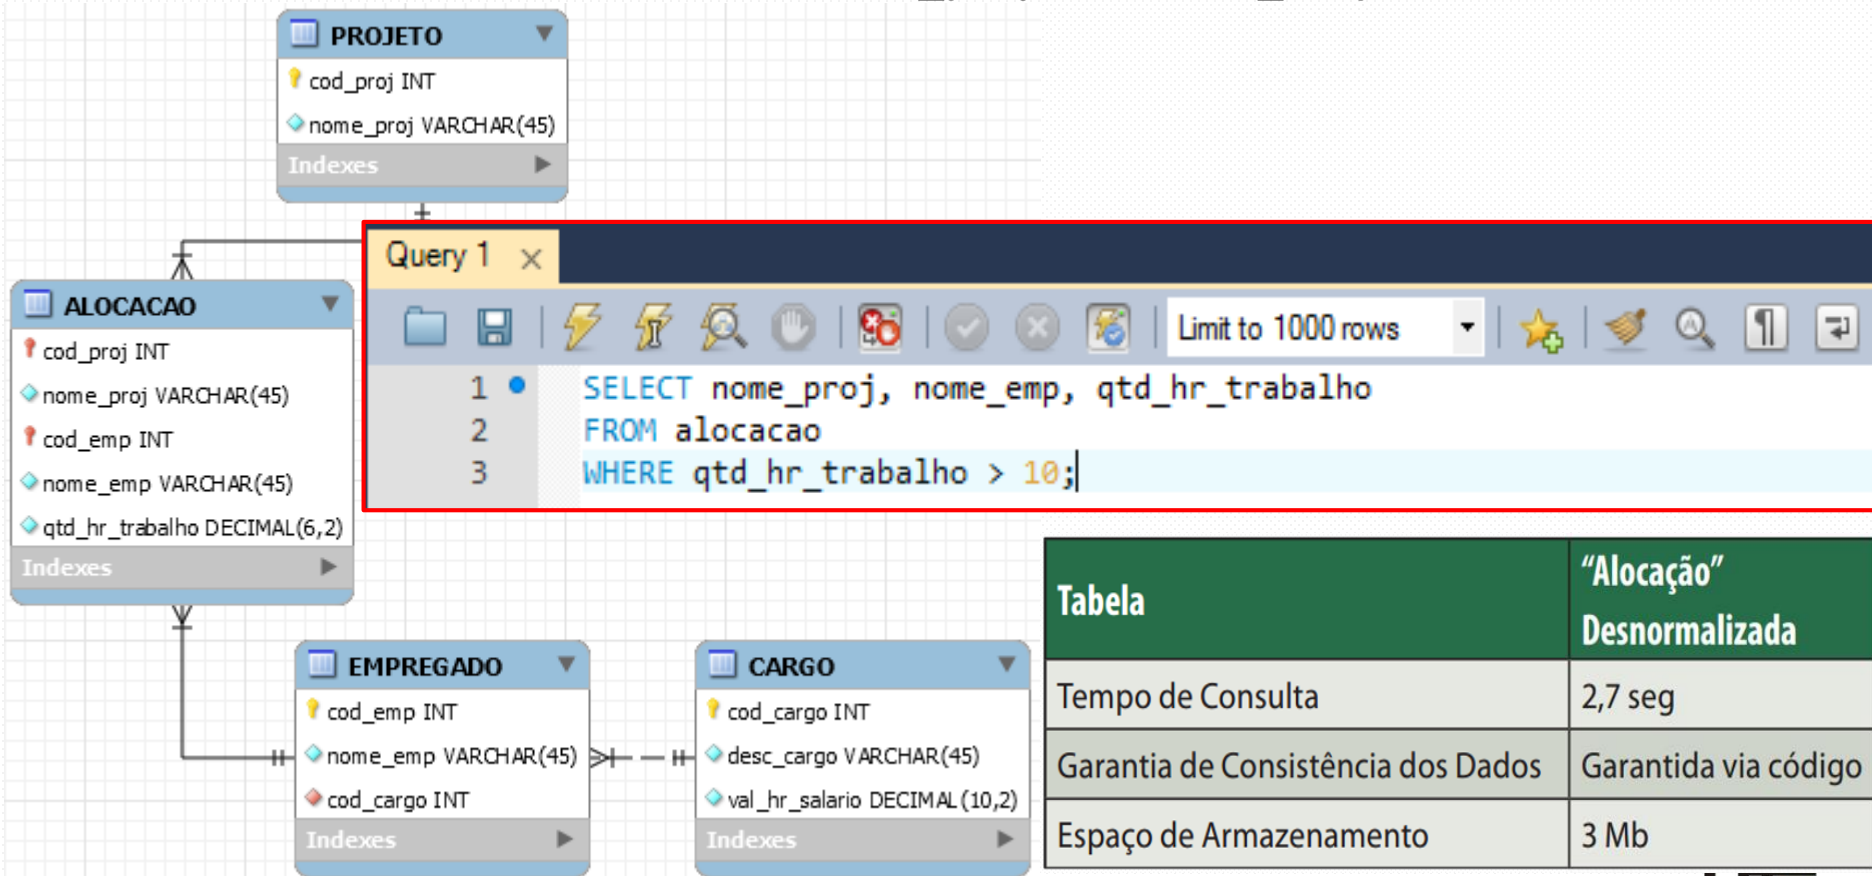 PROJETO
cod_proj INT
nome_proj VARCHAR(45)
Indexes
ALOCACAO
cod_proj INT
nome_proj VARCHAR(45)
cod_emp INT
nome_emp VARCHAR(45)
qtd_hr_trabalho DECIMAL(6,2)
Indexes
Query 1
Limit to 1000 rows
1 SELECT nome_proj, nome_emp, qtd_hr_trabalho
2 FROM alocacao
3 WHERE qtd_hr_trabalho > 10;
EMPREGADO
cod_emp INT
nome_emp VARCHAR(45)
cod_cargo INT
Indexes
CARGO
cod_cargo INT
desc_cargo VARCHAR(45)
val_hr_salario DECIMAL(10,2)
Indexes
Tabela
“Alocação”
Desnormalizada
Tempo de Consulta
2,7 seg
Garantia de Consistência dos Dados
Garantida via código
Espaço de Armazenamento
3 Mb